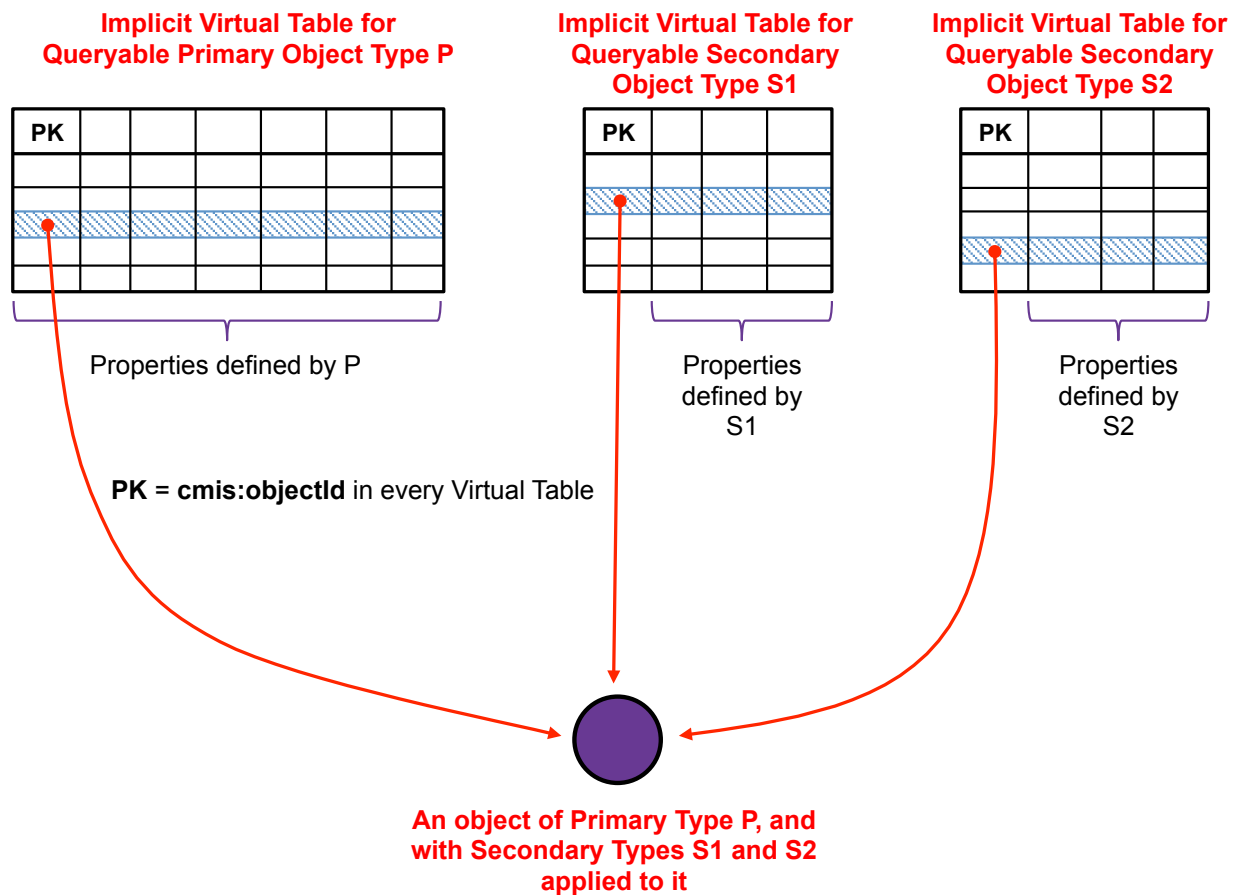 Implicit Virtual Table for
Queryable Primary Object Type P
Implicit Virtual Table for
Queryable Secondary
Object Type S1
Implicit Virtual Table for
Queryable Secondary
Object Type S2
PK
PK
PK
Properties defined by P
Properties
defined by
S1
Properties
defined by
S2
PK = cmis:objectId in every Virtual Table
An object of Primary Type P, and
with Secondary Types S1 and S2
applied to it